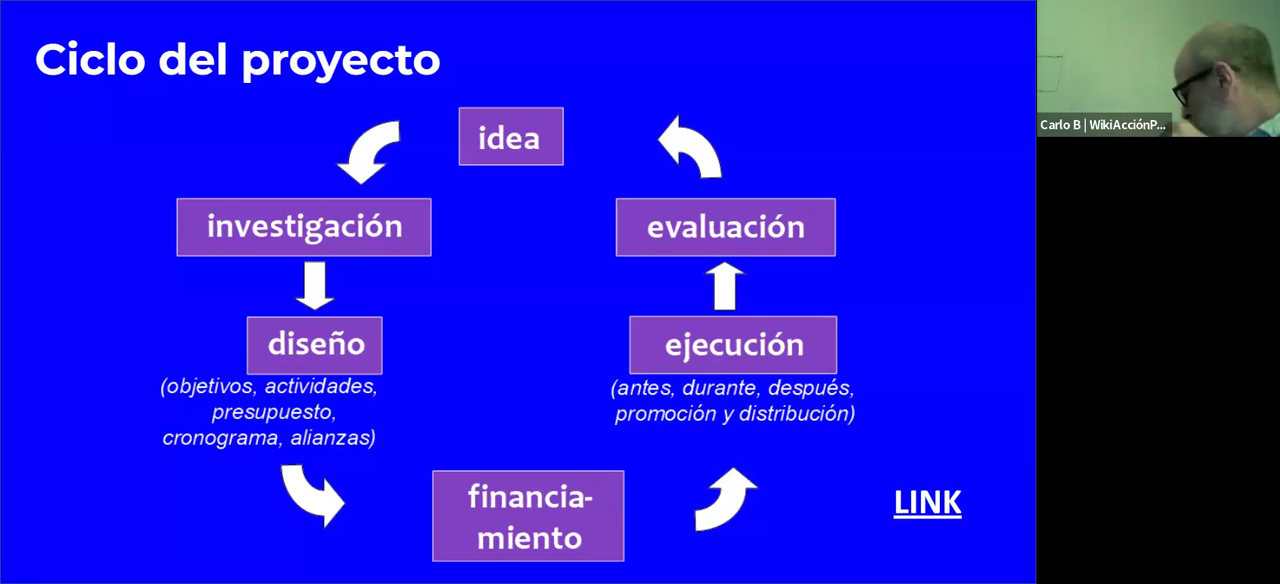 Ciclo del proyecto
idea
investigación
evaluación
diseño
(objetivos, actividades,
presupuesto,
cronograma, alianzas)
ejecución
(antes, durante, después,
promoción y distribución)
financia-
miento
LINK
Carlo B | WikiAcciónP...